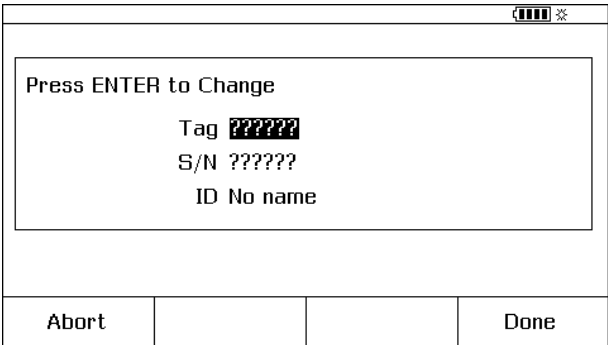 Press ENTER to Change
Tag ??????
S/N ??????
ID No name
Abort
Done